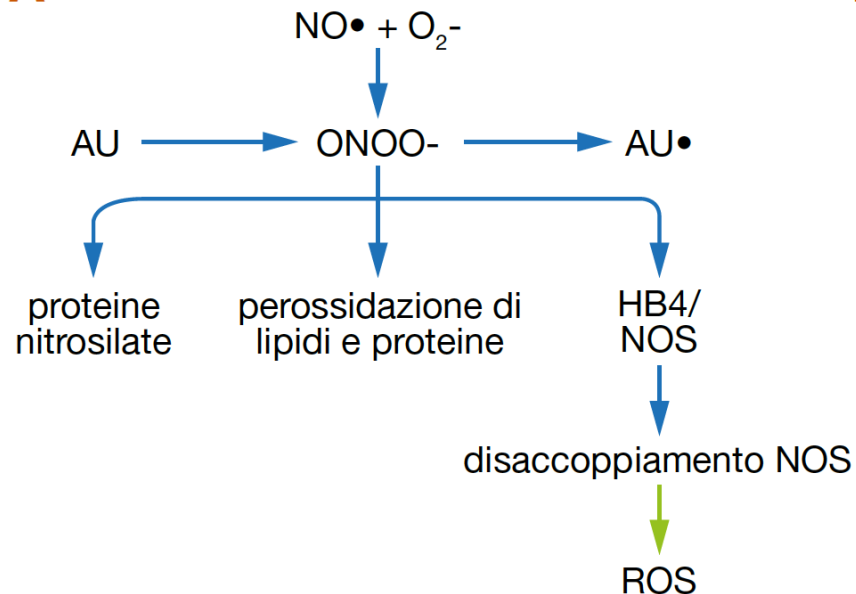 NO• + O₂-
AU
ONOO-
AU•
proteine
nitrosilate
perossidazione di
lipidi e proteine
HB4/
NOS
disaccoppiamento NOS
ROS